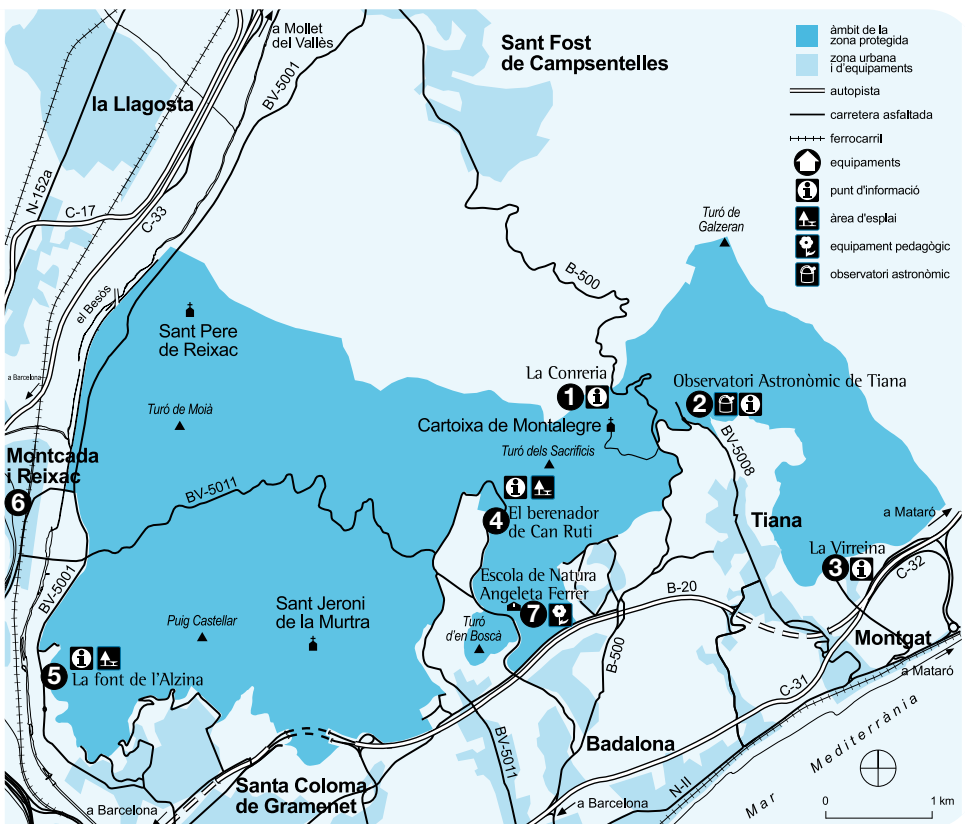 a Mollet
del Vallès
BV-5001
Sant Fost
de Campsentelles
àmbit de la
zona protegida
zona urbana
i d'equipaments
autopista
carretera asfaltada
ferrocarril
equipaments
punt d'informació
àrea d'esplai
equipament pedagògic
observatori astronòmic
la Llagosta
N-152a
C-17
C-33
el Besòs
Turó de
Galzeran
B-500
Sant Pere
de Reixac
a Barcelona
La Conreria
1
Observatori Astronòmic de Tiana
2
Cartoixa de Montalegre
Turó de Moià
Turó dels Sacrificis
BV-5008
Montcada
i Reixac
6
BV-5011
4
El berenador
de Can Ruti
Tiana
a Mataró
La Virreina
3
C-32
BV-5001
Escola de Natura
Angeleta Ferrer
7
B-20
Puig Castellar
Sant Jeroni
de la Murtra
Turó
d'en Boscà
B-500
Montgat
a Mataró
5
La font de l'Alzina
C-31
BV-5011
Badalona
N-II
Mar Mediterrània
Santa Coloma
de Gramenet
a Barcelona
a Barcelona
0
1 km